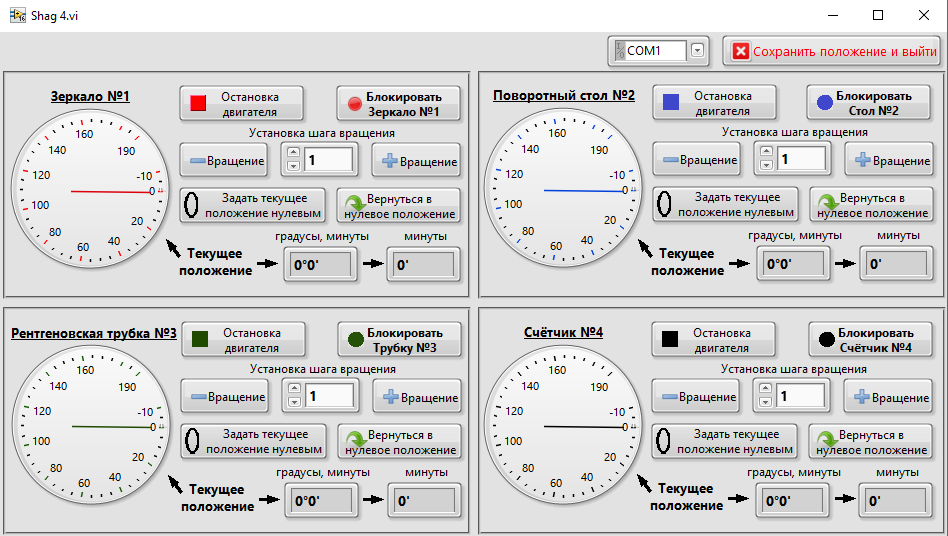 Shag 4.vi
COM1
Сохранить положение и выйти
Зеркало №1
Остановка
двигателя
Блокировать
Зеркало №1
Установка шага вращения
Вращение
1
Вращение
Задать текущее
положение нулевым
Вернуться в
нулевое положение
160
140
190
120
-10
0
100
20
80
60
40
Текущее
положение
градусы, минуты
0°0'
минуты
0'
Поворотный стол №2
Остановка
двигателя
Блокировать
Стол №2
Установка шага вращения
Вращение
1
Вращение
Задать текущее
положение нулевым
Вернуться в
нулевое положение
160
140
190
120
-10
0
100
20
80
60
40
Текущее
положение
градусы, минуты
0°0'
минуты
0'
Рентгеновская трубка №3
Остановка
двигателя
Блокировать
Трубку №3
Установка шага вращения
Вращение
1
Вращение
Задать текущее
положение нулевым
Вернуться в
нулевое положение
160
140
190
120
-10
0
100
20
80
60
40
Текущее
положение
градусы, минуты
0°0'
минуты
0'
Счётчик №4
Остановка
двигателя
Блокировать
Счётчик №4
Установка шага вращения
Вращение
1
Вращение
Задать текущее
положение нулевым
Вернуться в
нулевое положение
160
140
190
120
-10
0
100
20
80
60
40
Текущее
положение
градусы, минуты
0°0'
минуты
0'